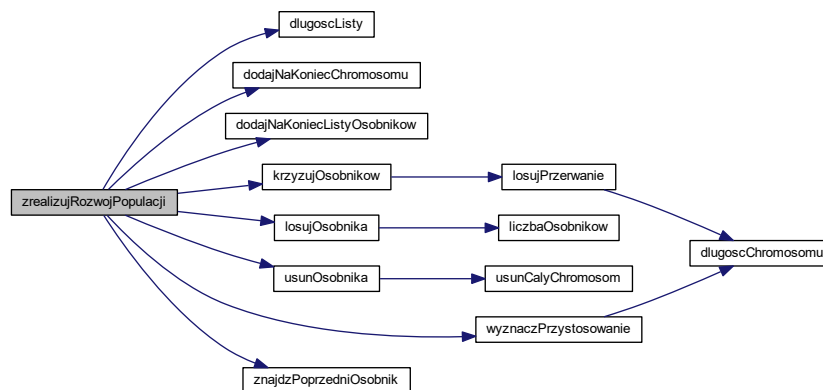 dlugoscListy
dodajNaKoniecChromosomu
dodajNaKoniecListyOsobnikow
krzyzujOsobnikow
losujPrzerwanie
zrealizujRozwojPopulacji
losujOsobnika
liczbaOsobnikow
dlugoscChromosomu
usunOsobnika
usunCalyChromosom
wyznaczPrzystosowanie
znajdzPoprzedniOsobnik